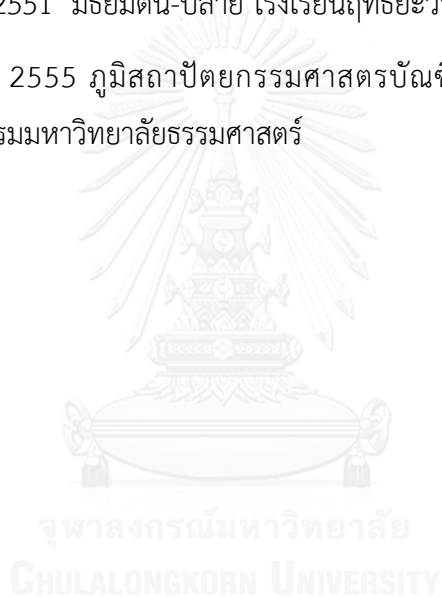 2551 มัธยมต้น-ปลาย โรงเรียนฤทธิยะว
2555 ภูมิสถาปัตยกรรมศาสตรบัณฑิ
รมมหาวิทยาลัยธรรมศาสตร์
จุฬาลงกรณ์มหาวิทยาลัย
CHULALONGKORN UNIVERSITY